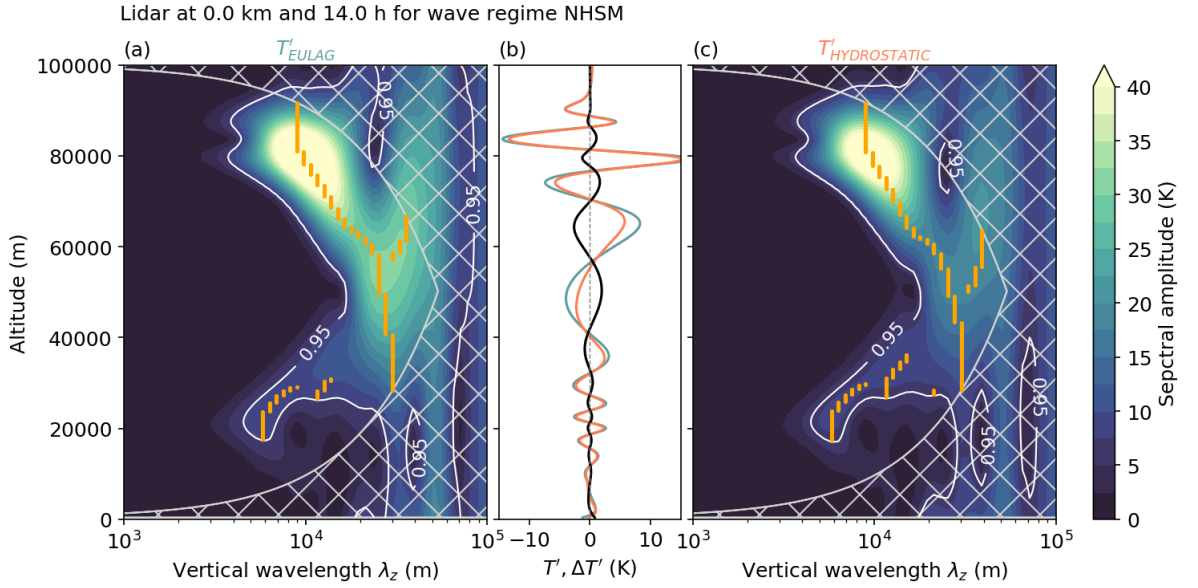 Lidar at 0.0 km and 14.0 h for wave regime NHSM
(a) T'EULAG (b) (c) T'HYDROSTATIC
100000
80000
60000
40000
20000
0
Altitude (m)
0.95
0.95
0.95
0.95
10³ 10⁴ 10⁵
Vertical wavelength λz (m)
−10 0 10
T′, ΔT′ (K)
0.95
0.95
0.95
0.95
10³ 10⁴ 10⁵
Vertical wavelength λz (m)
40
35
30
25
20
15
10
5
0
Sepctral amplitude (K)